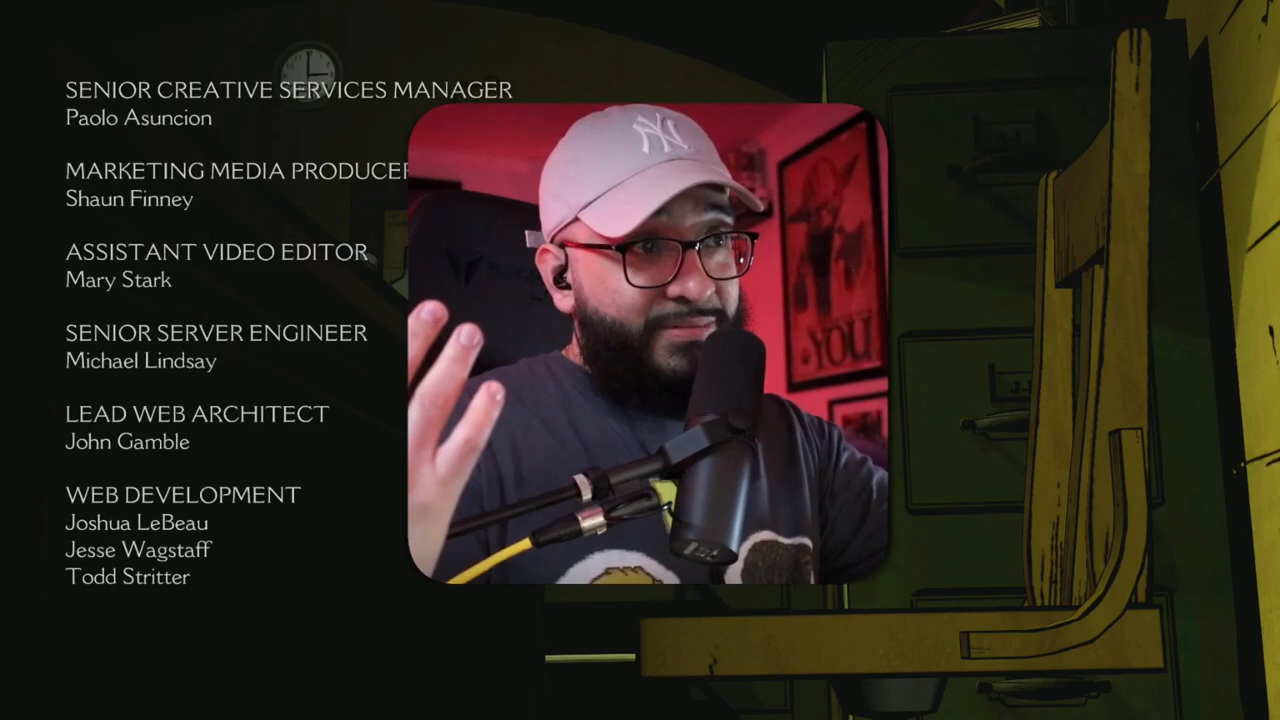 SENIOR CREATIVE SERVICES MANAGER
Paolo Asuncion
MARKETING MEDIA PRODUCER
Shaun Finney
ASSISTANT VIDEO EDITOR
Mary Stark
SENIOR SERVER ENGINEER
Michael Lindsay
LEAD WEB ARCHITECT
John Gamble
WEB DEVELOPMENT
Joshua LeBeau
Jesse Wagstaff
Todd Stritter
NY
YOU